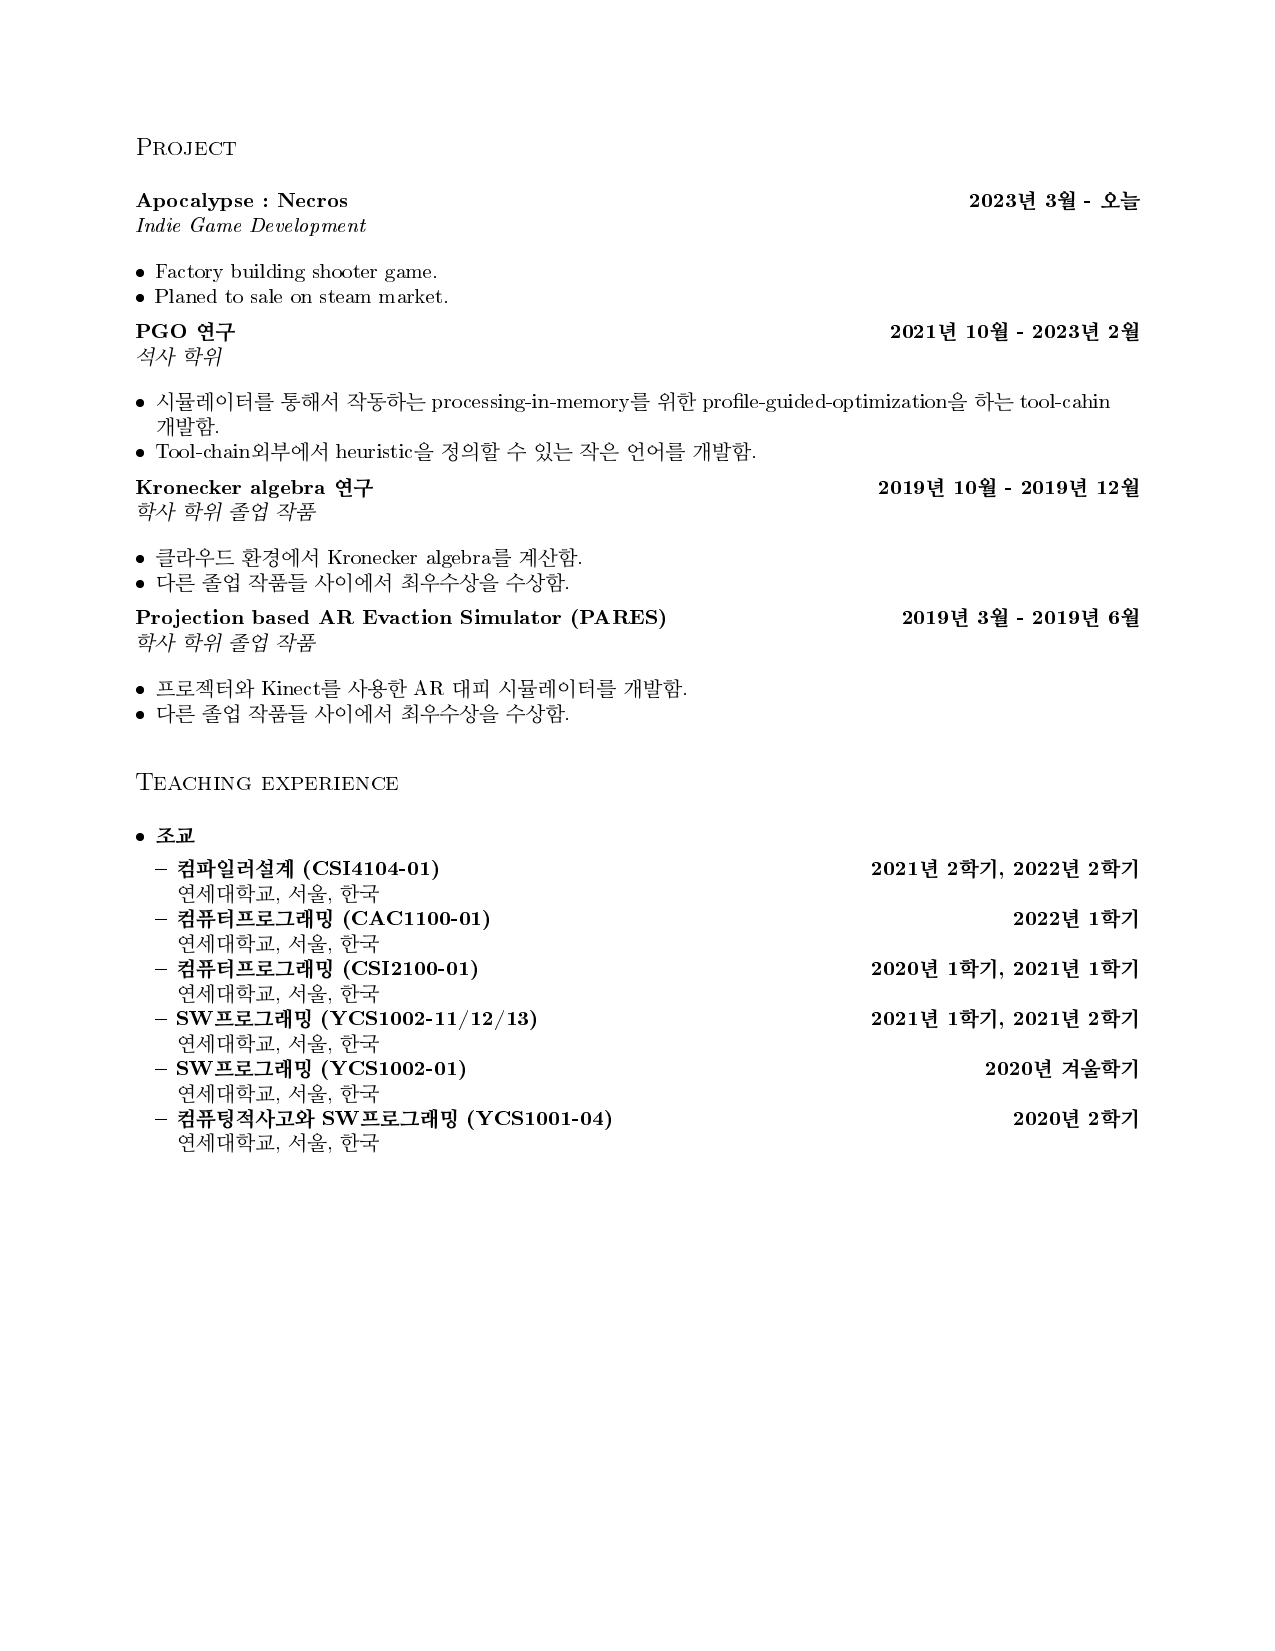 PROJECT
Apocalypse : Necros 2023년 3월 - 오늘
Indie Game Development
• Factory building shooter game.
• Planed to sale on steam market.
PGO 연구 2021년 10월 - 2023년 2월
석사 학위
• 시뮬레이터를 통해서 작동하는 processing-in-memory를 위한 profile-guided-optimization을 하는 tool-cahin
개발함.
• Tool-chain외부에서 heuristic을 정의할 수 있는 작은 언어를 개발함.
Kronecker algebra 연구 2019년 10월 - 2019년 12월
학사 학위 졸업 작품
• 클라우드 환경에서 Kronecker algebra를 계산함.
• 다른 졸업 작품들 사이에서 최우수상을 수상함.
Projection based AR Evaction Simulator (PARES) 2019년 3월 - 2019년 6월
학사 학위 졸업 작품
• 프로젝터와 Kinect를 사용한 AR 대피 시뮬레이터를 개발함.
• 다른 졸업 작품들 사이에서 최우수상을 수상함.
TEACHING EXPERIENCE
• 조교
– 컴파일러설계 (CSI4104-01) 2021년 2학기, 2022년 2학기
연세대학교, 서울, 한국
– 컴퓨터프로그래밍 (CAC1100-01) 2022년 1학기
연세대학교, 서울, 한국
– 컴퓨터프로그래밍 (CSI2100-01) 2020년 1학기, 2021년 1학기
연세대학교, 서울, 한국
– SW프로그래밍 (YCS1002-11/12/13) 2021년 1학기, 2021년 2학기
연세대학교, 서울, 한국
– SW프로그래밍 (YCS1002-01) 2020년 겨울학기
연세대학교, 서울, 한국
– 컴퓨팅적사고와 SW프로그래밍 (YCS1001-04) 2020년 2학기
연세대학교, 서울, 한국